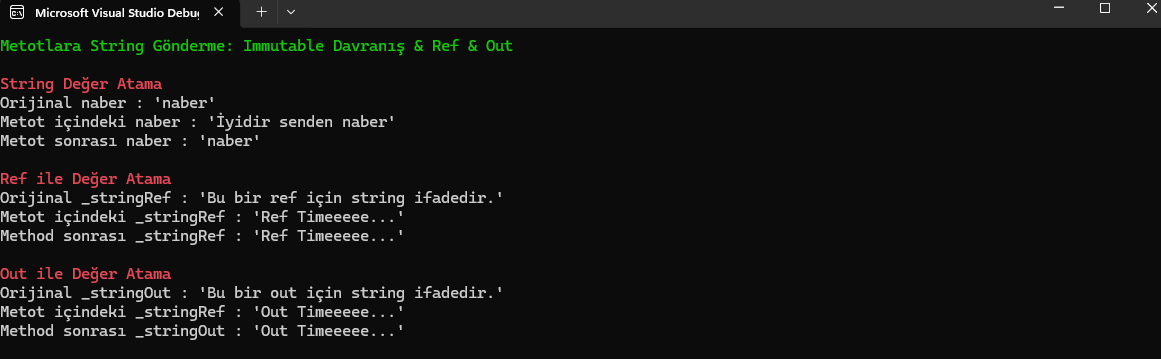 Microsoft Visual Studio Debug
Metotlara String Gönderme: Immutable Davranış & Ref & Out
String Değer Atama
Orijinal naber : 'naber'
Metot içindeki naber : 'İyidir senden naber'
Metot sonrası naber : 'naber'
Ref ile Değer Atama
Orijinal _stringRef : 'Bu bir ref için string ifadedir.'
Metot içindeki _stringRef : 'Ref Timeeeee...'
Method sonrası _stringRef : 'Ref Timeeeee...'
Out ile Değer Atama
Orijinal _stringOut : 'Bu bir out için string ifadedir.'
Metot içindeki _stringRef : 'Out Timeeeee...'
Method sonrası _stringOut : 'Out Timeeeee...'